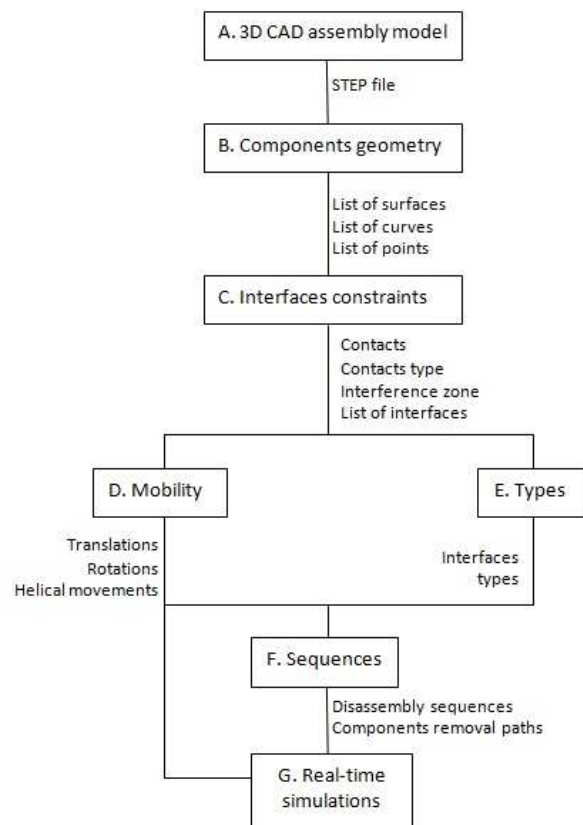 A. 3D CAD assembly model
STEP file
B. Components geometry
List of surfaces
List of curves
List of points
C. Interfaces constraints
Contacts
Contacts type
Interference zone
List of interfaces
D. Mobility
E. Types
Translations
Rotations
Helical movements
Interfaces
types
F. Sequences
Disassembly sequences
Components removal paths
G. Real-time
simulations